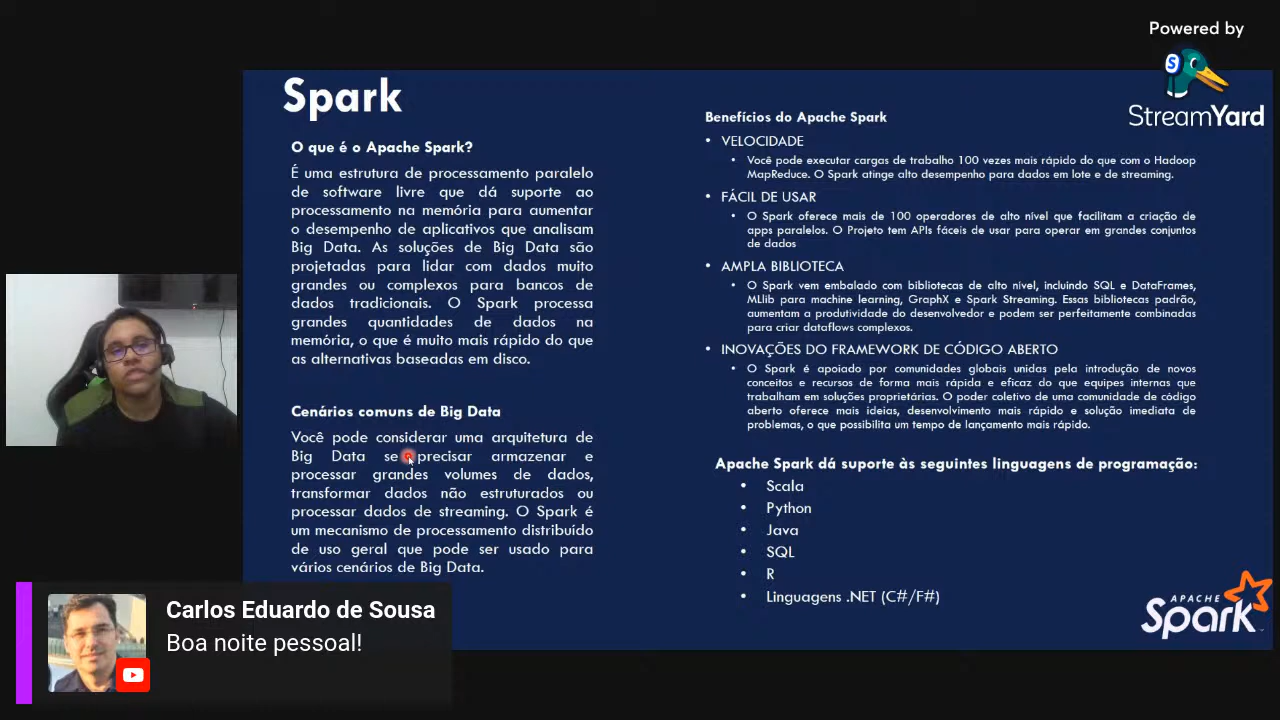 Powered by
StreamYard
Spark
O que é o Apache Spark?
É uma estrutura de processamento paralelo
de software livre que dá suporte ao
processamento na memória para aumentar
o desempenho de aplicativos que analisam
Big Data. As soluções de Big Data são
projetadas para lidar com dados muito
grandes ou complexos para bancos de
dados tradicionais. O Spark processa
grandes quantidades de dados na
memória, o que é muito mais rápido do que
as alternativas baseadas em disco.
Cenários comuns de Big Data
Você pode considerar uma arquitetura de
Big Data se precisar armazenar e
processar grandes volumes de dados,
transformar dados não estruturados ou
processar dados de streaming. O Spark é
um mecanismo de processamento distribuído
de uso geral que pode ser usado para
vários cenários de Big Data.
Benefícios do Apache Spark
• VELOCIDADE
• Você pode executar cargas de trabalho 100 vezes mais rápido do que com o Hadoop
MapReduce. O Spark atinge alto desempenho para dados em lote e de streaming.
• FÁCIL DE USAR
• O Spark oferece mais de 100 operadores de alto nível que facilitam a criação de
apps paralelos. O Projeto tem APIs fáceis de usar para operar em grandes conjuntos
de dados
• AMPLA BIBLIOTECA
• O Spark vem embalado com bibliotecas de alto nível, incluindo SQL e DataFrames,
MLlib para machine learning, GraphX e Spark Streaming. Essas bibliotecas padrão,
aumentam a produtividade do desenvolvedor e podem ser perfeitamente combinadas
para criar dataflows complexos.
• INOVAÇÕES DO FRAMEWORK DE CÓDIGO ABERTO
• O Spark é apoiado por comunidades globais unidas pela introdução de novos
conceitos e recursos de forma mais rápida e eficaz do que equipes internas que
trabalham em soluções proprietárias. O poder coletivo de uma comunidade de código
aberto oferece mais ideias, desenvolvimento mais rápido e solução imediata de
problemas, o que possibilita um tempo de lançamento mais rápido.
Apache Spark dá suporte às seguintes linguagens de programação:
• Scala
• Python
• Java
• SQL
• R
• Linguagens .NET (C#/F#)
APACHE
Spark
Carlos Eduardo de Sousa
Boa noite pessoal!